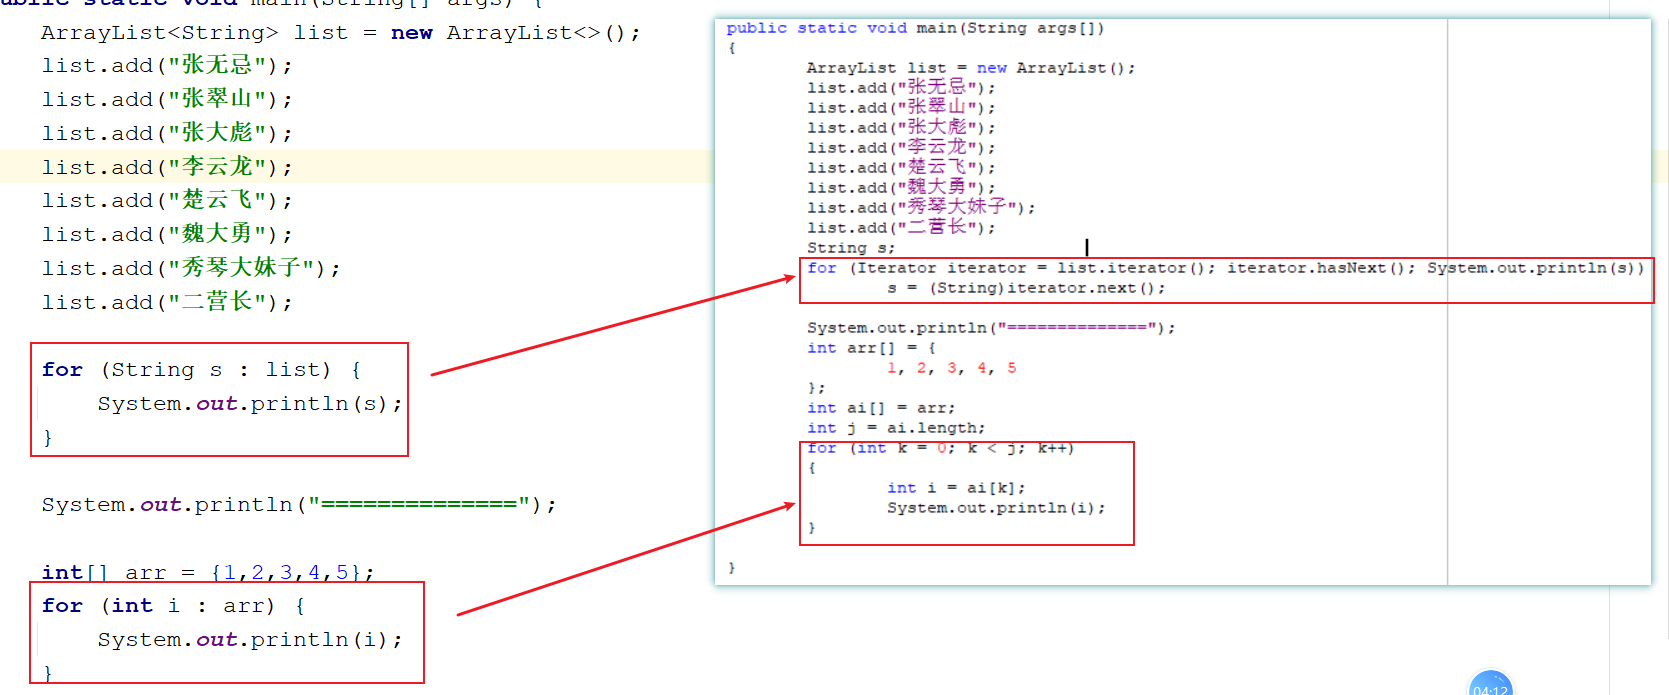 public static void main(String[] args) {
ArrayList<String> list = new ArrayList<>();
list.add("张无忌");
list.add("张翠山");
list.add("张大彪");
list.add("李云龙");
list.add("楚云飞");
list.add("魏大勇");
list.add("秀琴大妹子");
list.add("二营长");
for (String s : list) {
System.out.println(s);
}
System.out.println("==============");
int[] arr = {1,2,3,4,5};
for (int i : arr) {
System.out.println(i);
}
public static void main(String args[])
{
ArrayList list = new ArrayList();
list.add("张无忌");
list.add("张翠山");
list.add("张大彪");
list.add("李云龙");
list.add("楚云飞");
list.add("魏大勇");
list.add("秀琴大妹子");
list.add("二营长");
String s;
for (Iterator iterator = list.iterator(); iterator.hasNext(); System.out.println(s))
s = (String)iterator.next();
System.out.println("==============");
int arr[] = {
1, 2, 3, 4, 5
};
int ai[] = arr;
int j = ai.length;
for (int k = 0; k < j; k++)
{
int i = ai[k];
System.out.println(i);
}
}
04:12